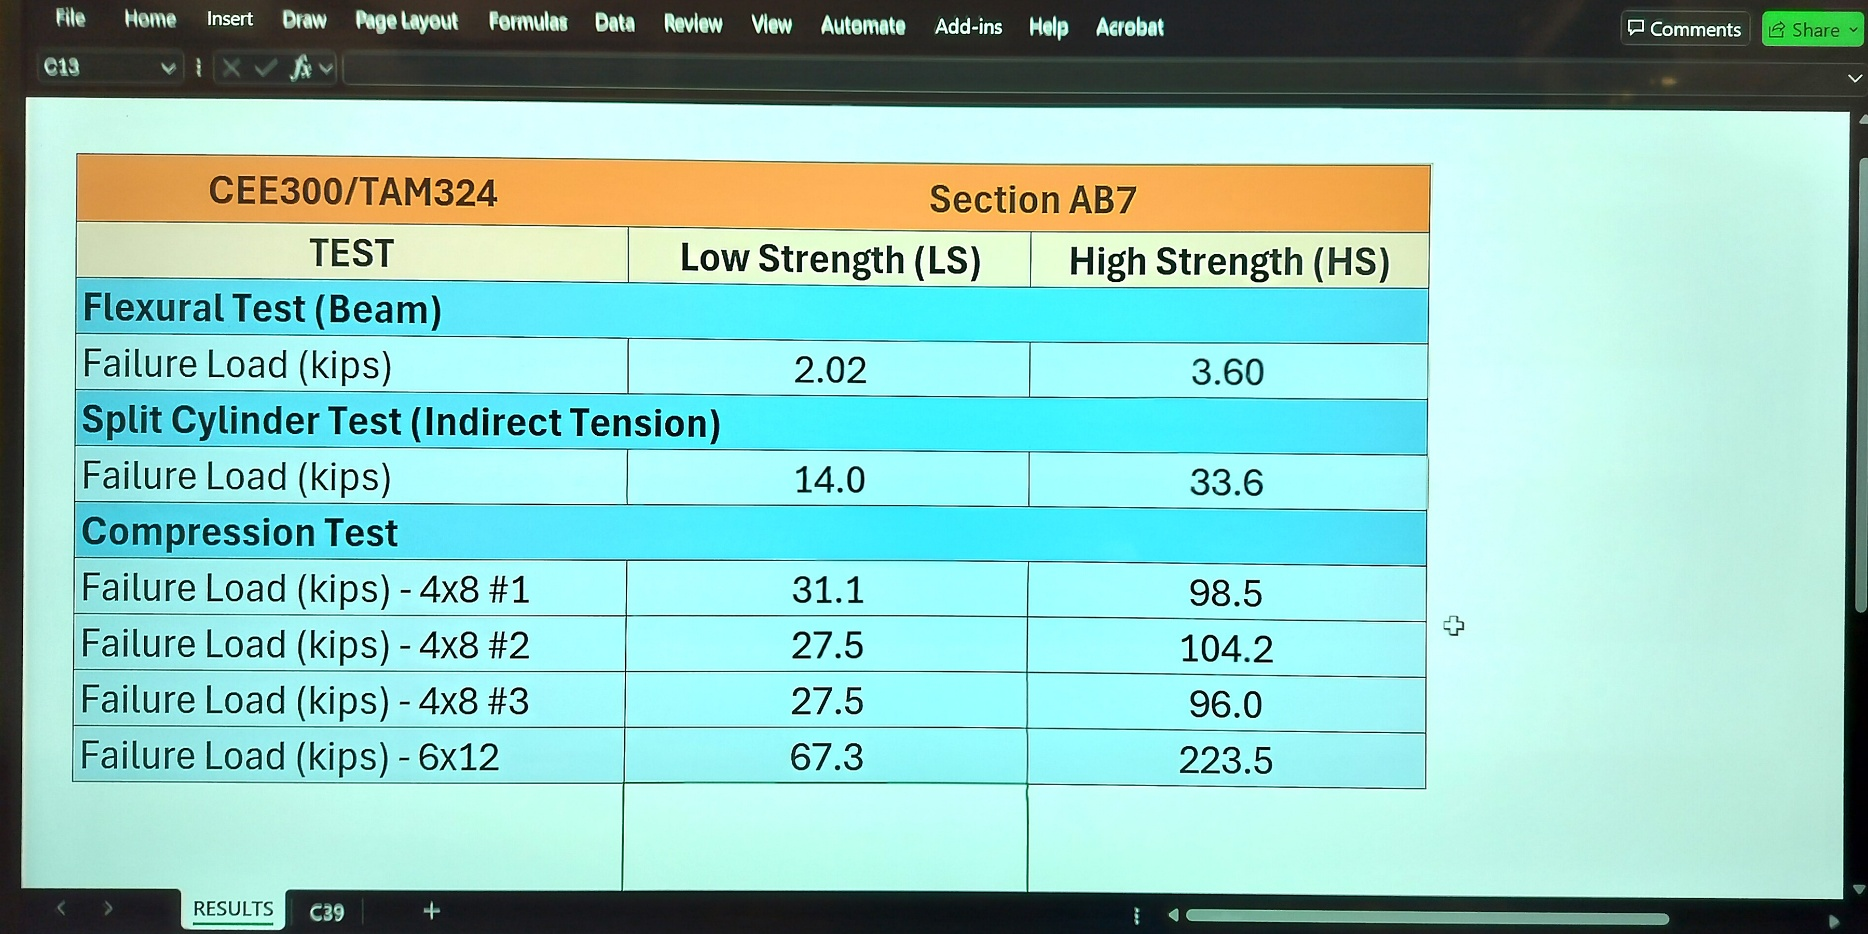 File Home Insert Draw Page Layout Formulas Data Review View Automate Add-ins Help Acrobat Comments Share
C13 fx
CEE300/TAM324 Section AB7
TEST Low Strength (LS) High Strength (HS)
Flexural Test (Beam)
Failure Load (kips) 2.02 3.60
Split Cylinder Test (Indirect Tension)
Failure Load (kips) 14.0 33.6
Compression Test
Failure Load (kips) - 4x8 #1 31.1 98.5
Failure Load (kips) - 4x8 #2 27.5 104.2
Failure Load (kips) - 4x8 #3 27.5 96.0
Failure Load (kips) - 6x12 67.3 223.5
RESULTS C39